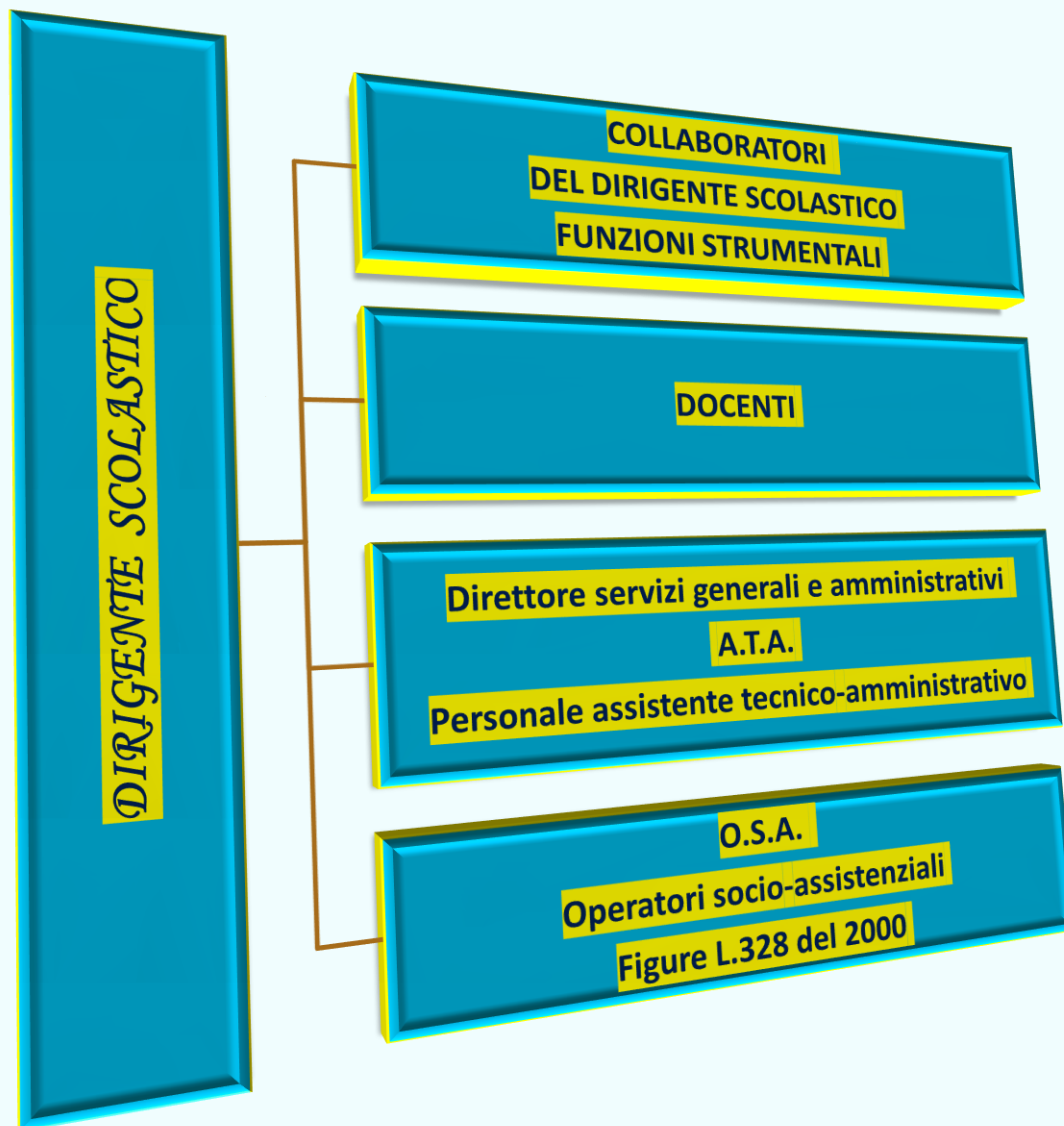 DIRIGENTE SCOLASTICO
COLLABORATORI
DEL DIRIGENTE SCOLASTICO
FUNZIONI STRUMENTALI
DOCENTI
Direttore servizi generali e amministrativi
A.T.A.
Personale assistente tecnico-amministrativo
O.S.A.
Operatori socio-assistenziali
Figure L.328 del 2000